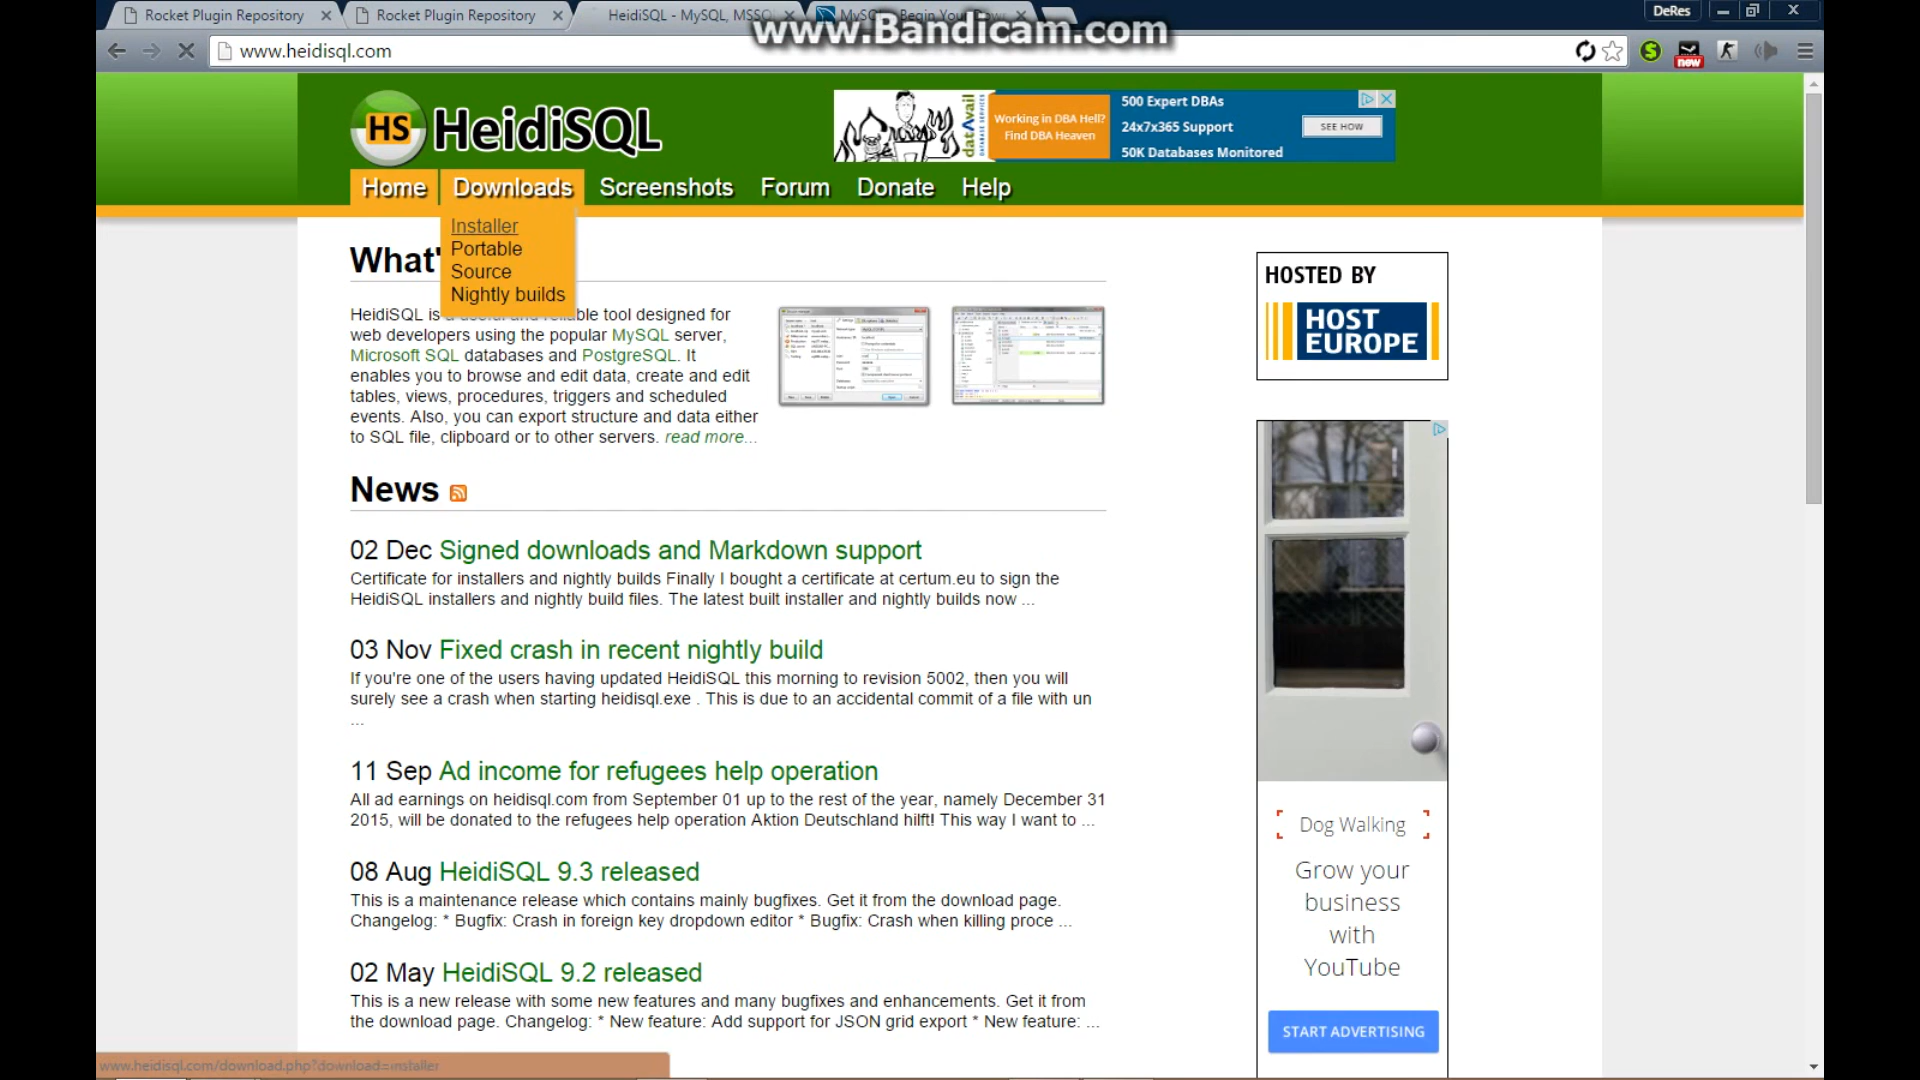 Rocket Plugin Repository
Rocket Plugin Repository
HeidiSQL - MySQL, MSSQ
DeRes
www.Bandicam.com
www.heidisql.com
now
HS HeidiSQL
datAvail
Working in DBA Hell?
Find DBA Heaven
500 Expert DBAs
24x7x365 Support
50K Databases Monitored
SEE HOW
Home Downloads Screenshots Forum Donate Help
Installer
Portable
Source
Nightly builds
What'
HeidiSQL is a useful and reliable tool designed for
web developers using the popular MySQL server,
Microsoft SQL databases and PostgreSQL. It
enables you to browse and edit data, create and edit
tables, views, procedures, triggers and scheduled
events. Also, you can export structure and data either
to SQL file, clipboard or to other servers. read more...
HOSTED BY
HOST
EUROPE
News
02 Dec Signed downloads and Markdown support
Certificate for installers and nightly builds Finally I bought a certificate at certum.eu to sign the
HeidiSQL installers and nightly build files. The latest built installer and nightly builds now ...
03 Nov Fixed crash in recent nightly build
If you're one of the users having updated HeidiSQL this morning to revision 5002, then you will
surely see a crash when starting heidisql.exe . This is due to an accidental commit of a file with un
...
11 Sep Ad income for refugees help operation
All ad earnings on heidisql.com from September 01 up to the rest of the year, namely December 31
2015, will be donated to the refugees help operation Aktion Deutschland hilft! This way I want to ...
08 Aug HeidiSQL 9.3 released
This is a maintenance release which contains mainly bugfixes. Get it from the download page.
Changelog: * Bugfix: Crash in foreign key dropdown editor * Bugfix: Crash when killing proce ...
02 May HeidiSQL 9.2 released
This is a new release with some new features and many bugfixes and enhancements. Get it from
the download page. Changelog: * New feature: Add support for JSON grid export * New feature: ...
Dog Walking
Grow your
business
with
YouTube
START ADVERTISING
www.heidisql.com/download.php?download=installer